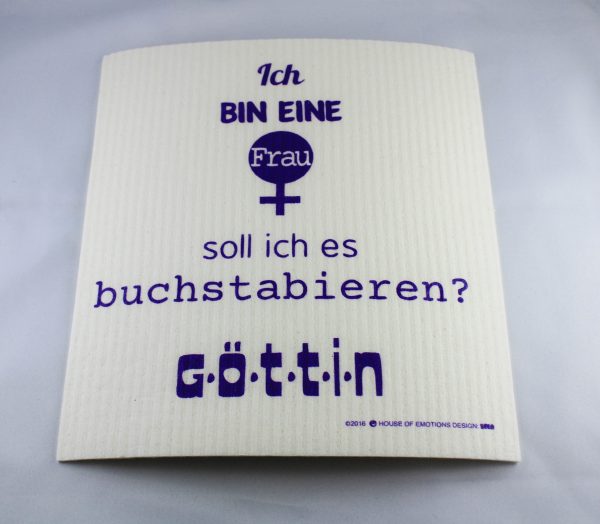 Ich
BIN EINE
Frau
soll ich es
buchstabieren?
G.ö.t.t.i.n
©2016 HOUSE OF EMOTIONS DESIGN: